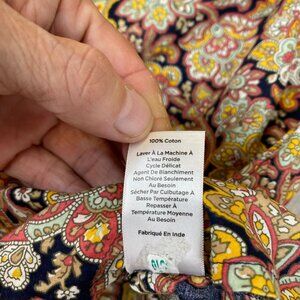 100% Coton
Laver À La Machine À
L'eau Froide
Cycle Délicat
Agent De Blanchiment
Non Chloré Seulement
Au Besoin
Sécher Par Culbutage À
Basse Température
Repasser À
Température Moyenne
Au Besoin
Fabriqué En Inde